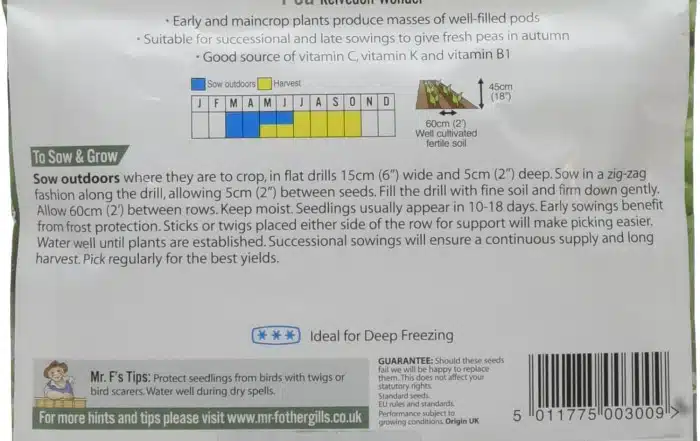 Pea Kelvedon Wonder
• Early and maincrop plants produce masses of well-filled pods
• Suitable for successional and late sowings to give fresh peas in autumn
• Good source of vitamin C, vitamin K and vitamin B1
Sow outdoors Harvest
J F M A M J J A S O N D
45cm
(18")
60cm (2')
Well cultivated
fertile soil
To Sow & Grow
Sow outdoors where they are to crop, in flat drills 15cm (6") wide and 5cm (2") deep. Sow in a zig-zag
fashion along the drill, allowing 5cm (2") between seeds. Fill the drill with fine soil and firm down gently.
Allow 60cm (2') between rows. Keep moist. Seedlings usually appear in 10-18 days. Early sowings benefit
from frost protection. Sticks or twigs placed either side of the row for support will make picking easier.
Water well until plants are established. Successional sowings will ensure a continuous supply and long
harvest. Pick regularly for the best yields.
Ideal for Deep Freezing
Mr. F's Tips: Protect seedlings from birds with twigs or
bird scarers. Water well during dry spells.
For more hints and tips please visit www.mr-fothergills.co.uk
GUARANTEE: Should these seeds
fail we will be happy to replace
them. This does not affect your
statutory rights.
Standard seeds.
EU rules and standards.
Performance subject to
growing conditions. Origin UK
5 011775 003009 >